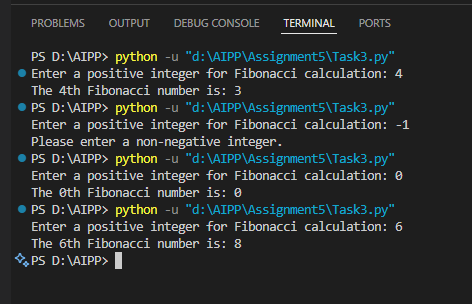 PROBLEMS OUTPUT DEBUG CONSOLE TERMINAL PORTS
PS D:\AIPP> python -u "d:\AIPP\Assignment5\Task3.py"
Enter a positive integer for Fibonacci calculation: 4
The 4th Fibonacci number is: 3
PS D:\AIPP> python -u "d:\AIPP\Assignment5\Task3.py"
Enter a positive integer for Fibonacci calculation: -1
Please enter a non-negative integer.
PS D:\AIPP> python -u "d:\AIPP\Assignment5\Task3.py"
Enter a positive integer for Fibonacci calculation: 0
The 0th Fibonacci number is: 0
PS D:\AIPP> python -u "d:\AIPP\Assignment5\Task3.py"
Enter a positive integer for Fibonacci calculation: 6
The 6th Fibonacci number is: 8
PS D:\AIPP>